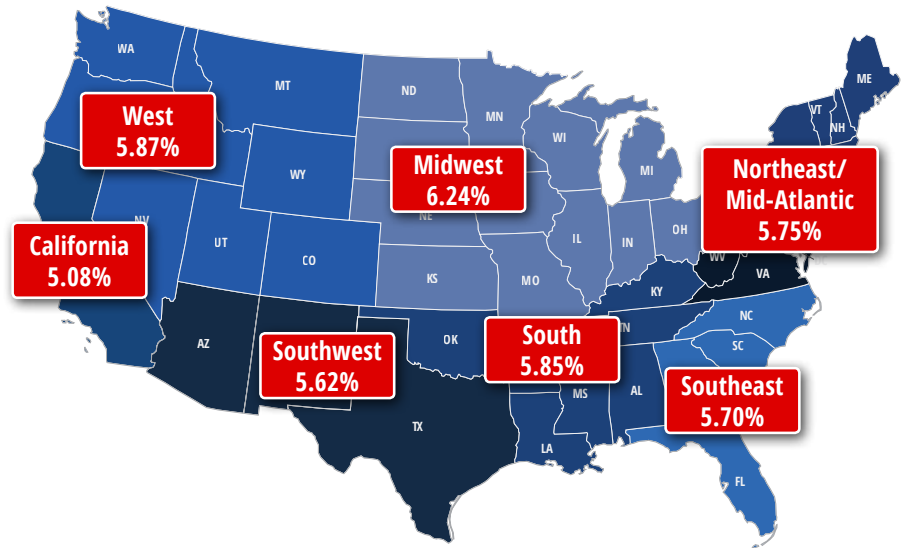 WA
ME
MT
VT
ND
MN
NH
West
5.87%
WI
Midwest
6.24%
MI
Northeast/
Mid-Atlantic
5.75%
WY
NE
NV
OH
UT
IL
IN
California
5.08%
CO
WV
VA
KS
MO
KY
NC
TN
AZ
OK
South
5.85%
SC
Southwest
5.62%
AL
MS
Southeast
5.70%
TX
LA
FL